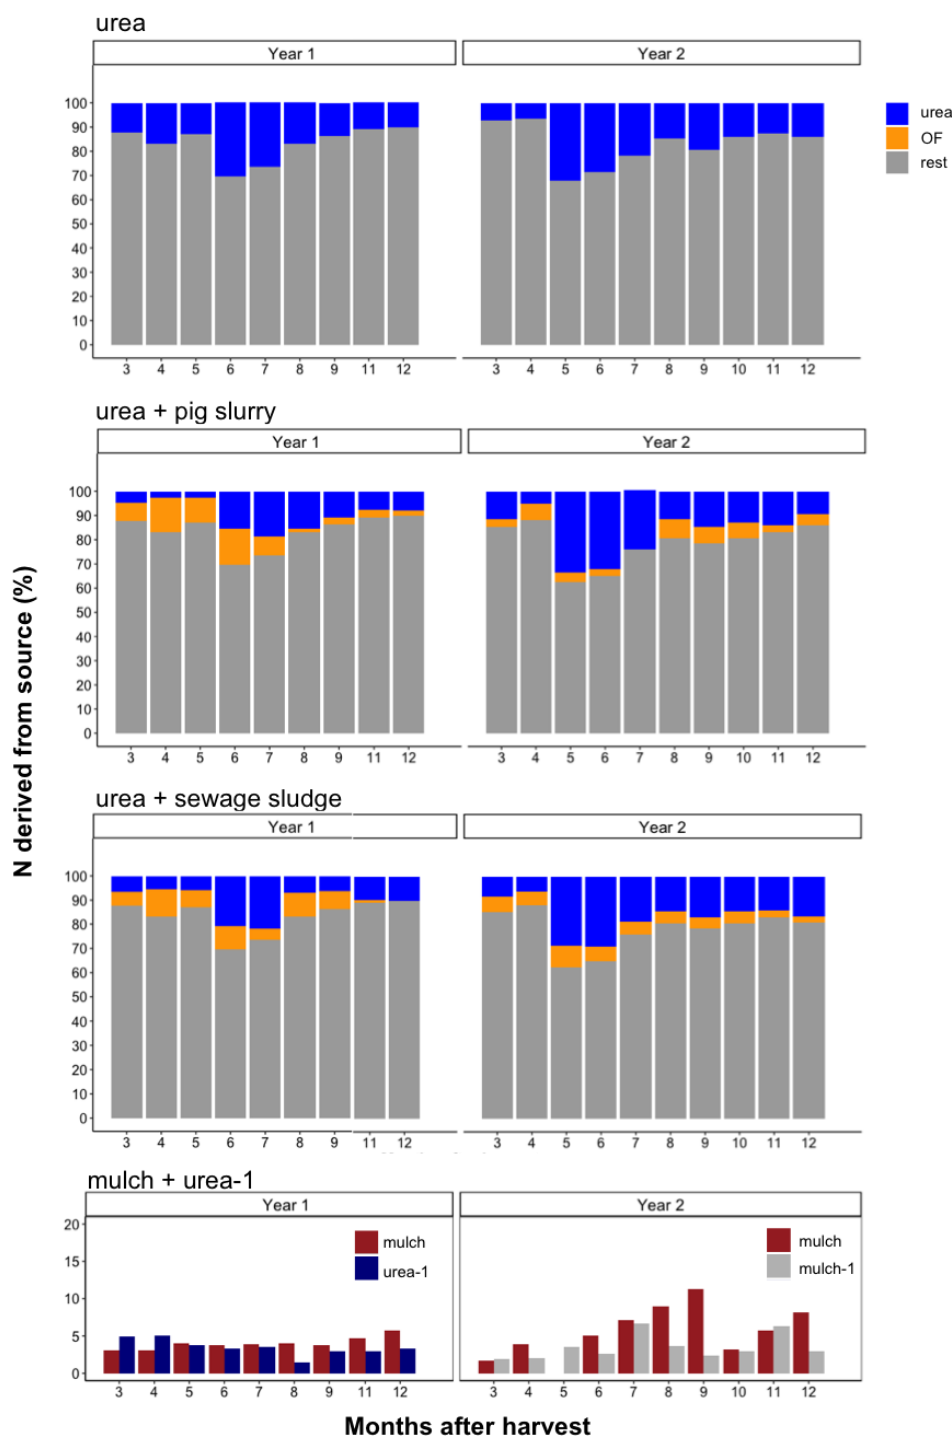 urea
Year 1 Year 2
100
90
80
70
60
50
40
30
20
10
0
3 4 5 6 7 8 9 11 12
3 4 5 6 7 8 9 10 11 12
urea
OF
rest
urea + pig slurry
Year 1 Year 2
100
90
80
70
60
50
40
30
20
10
0
3 4 5 6 7 8 9 11 12
3 4 5 6 7 8 9 10 11 12
N derived from source (%)
urea + sewage sludge
Year 1 Year 2
100
90
80
70
60
50
40
30
20
10
0
3 4 5 6 7 8 9 11 12
3 4 5 6 7 8 9 10 11 12
mulch + urea-1
Year 1 Year 2
20
15
10
5
0
mulch
urea-1
mulch
mulch-1
3 4 5 6 7 8 9 11 12
3 4 5 6 7 8 9 10 11 12
Months after harvest